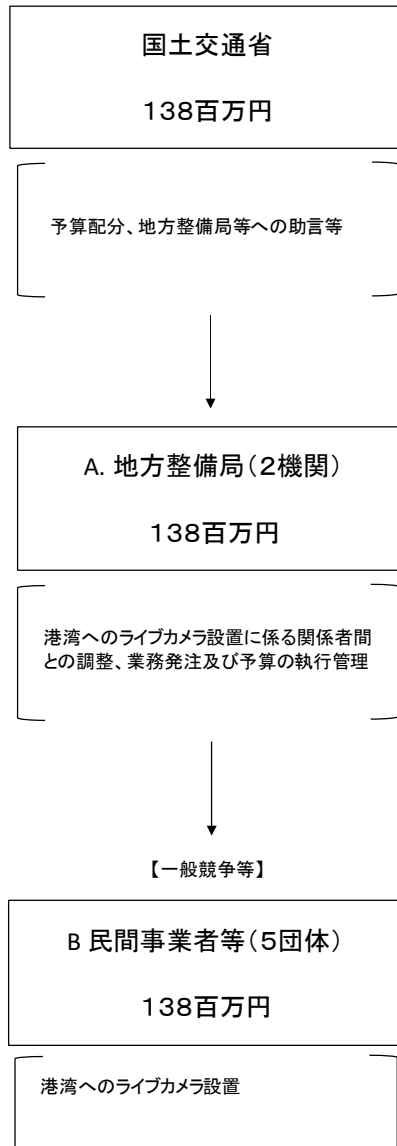 国土交通省
138百万円
予算配分、地方整備局等への助言等
A. 地方整備局(2機関)
138百万円
港湾へのライブカメラ設置に係る関係者間
との調整、業務発注及び予算の執行管理
【一般競争等】
B 民間事業者等(5団体)
138百万円
港湾へのライブカメラ設置